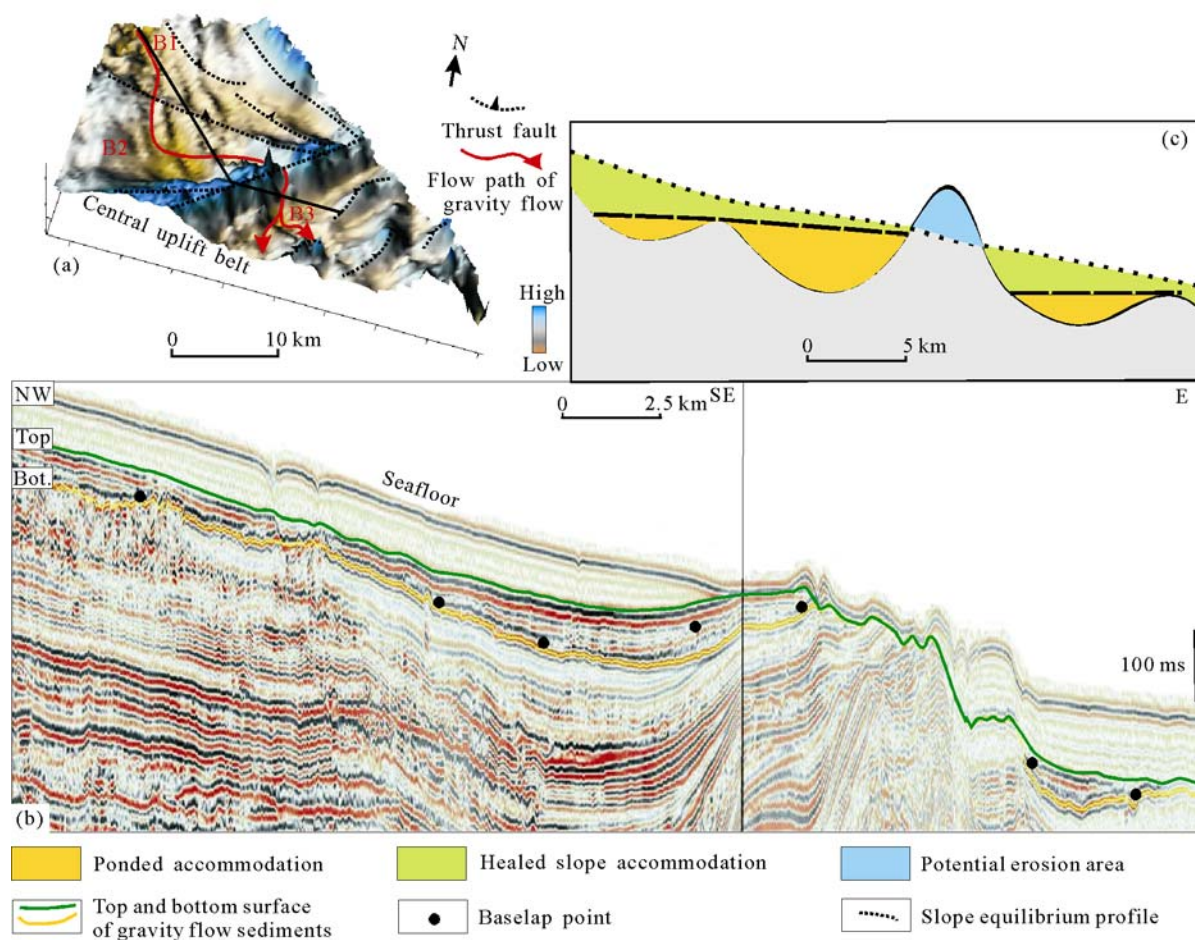 B1
N
Thrust fault
Flow path of
gravity flow
B2
B3
Central uplift belt
(a)
0 10 km
High
Low
(c)
0 5 km
NW
Top
Bot.
0 2.5 km
SE
E
Seafloor
100 ms
(b)
Ponded accommodation
Healed slope accommodation
Potential erosion area
Top and bottom surface
of gravity flow sediments
Baselap point
Slope equilibrium profile